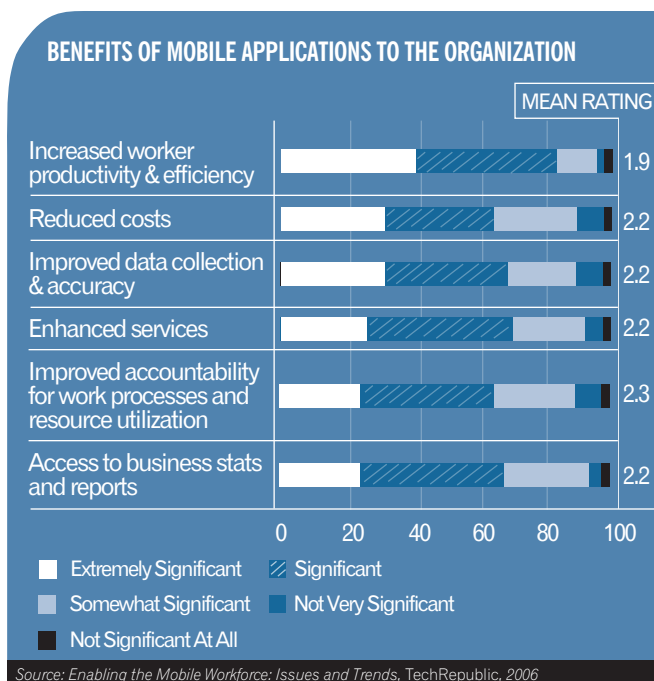 BENEFITS OF MOBILE APPLICATIONS TO THE ORGANIZATION
MEAN RATING
Increased worker
productivity & efficiency
1.9
Reduced costs
2.2
Improved data collection
& accuracy
2.2
Enhanced services
2.2
Improved accountability
for work processes and
resource utilization
2.3
Access to business stats
and reports
2.2
0 20 40 60 80 100
Extremely Significant Significant
Somewhat Significant Not Very Significant
Not Significant At All
Source: Enabling the Mobile Workforce: Issues and Trends, TechRepublic, 2006